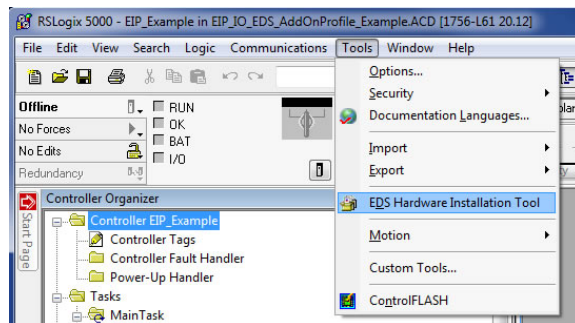 RSLogix 5000 - EIP_Example in EIP_IO_EDS_AddOnProfile_Example.ACD [1756-L61 20.12]
File Edit View Search Logic Communications Tools Window Help
Offline
RUN
No Forces
OK
No Edits
BAT
Redundancy
I/O
Options...
Security
Documentation Languages...
Import
Export
EDS Hardware Installation Tool
Motion
Custom Tools...
ControlFLASH
Start Page
Controller Organizer
Controller EIP_Example
Controller Tags
Controller Fault Handler
Power-Up Handler
Tasks
MainTask